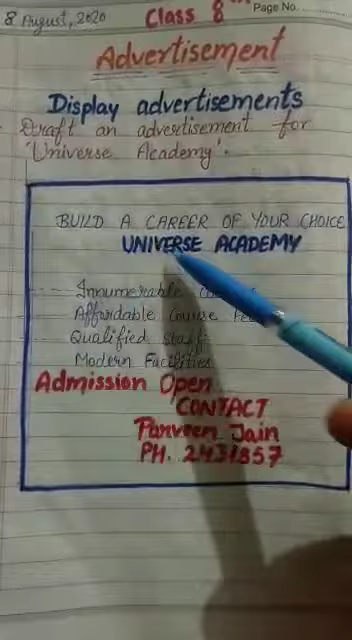 8 August, 2020
Class 8
Page No.
Advertisement
Display advertisements
Draft an advertisement for
'Universe Academy'.
BUILD A CAREER OF YOUR CHOICE
UNIVERSE ACADEMY
Innumerable
Affordable Course
Qualified Staff
Modern Facilities
Admission Open
CONTACT
Parveen Jain
PH. 2431857